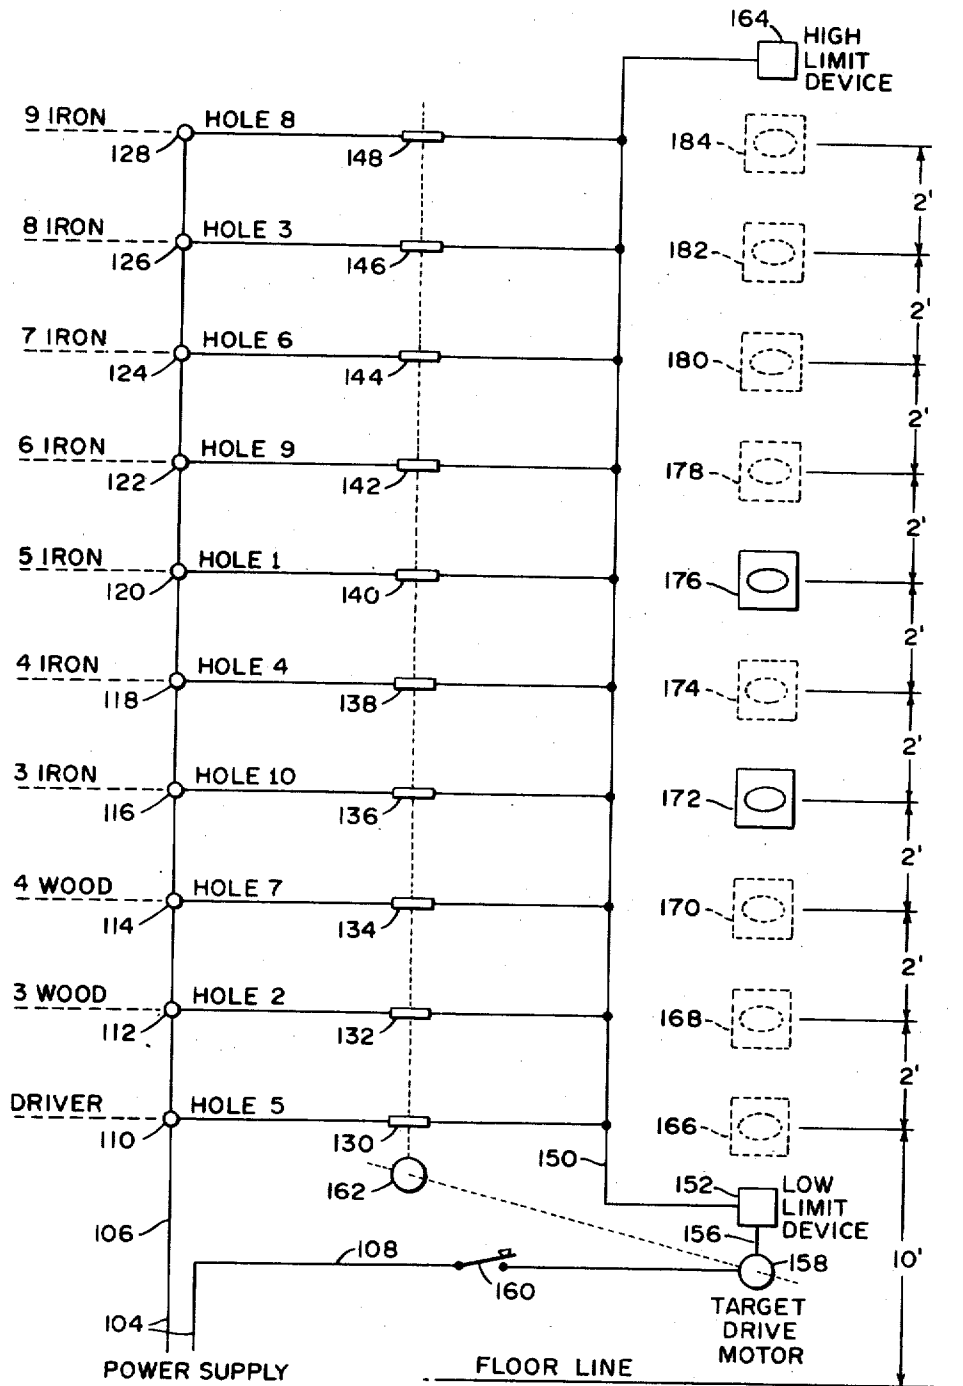 164
HIGH
LIMIT
DEVICE
9 IRON
HOLE 8
128
148
184
2'
8 IRON
HOLE 3
126
146
182
2'
7 IRON
HOLE 6
124
144
180
2'
6 IRON
HOLE 9
122
142
178
2'
5 IRON
HOLE 1
120
140
176
2'
4 IRON
HOLE 4
118
138
174
2'
3 IRON
HOLE 10
116
136
172
2'
4 WOOD
HOLE 7
114
134
170
2'
3 WOOD
HOLE 2
112
132
168
2'
DRIVER
HOLE 5
110
130
166
150
162
152
LOW
LIMIT
DEVICE
156
106
108
160
158
10'
104
TARGET
DRIVE
MOTOR
POWER SUPPLY
FLOOR LINE